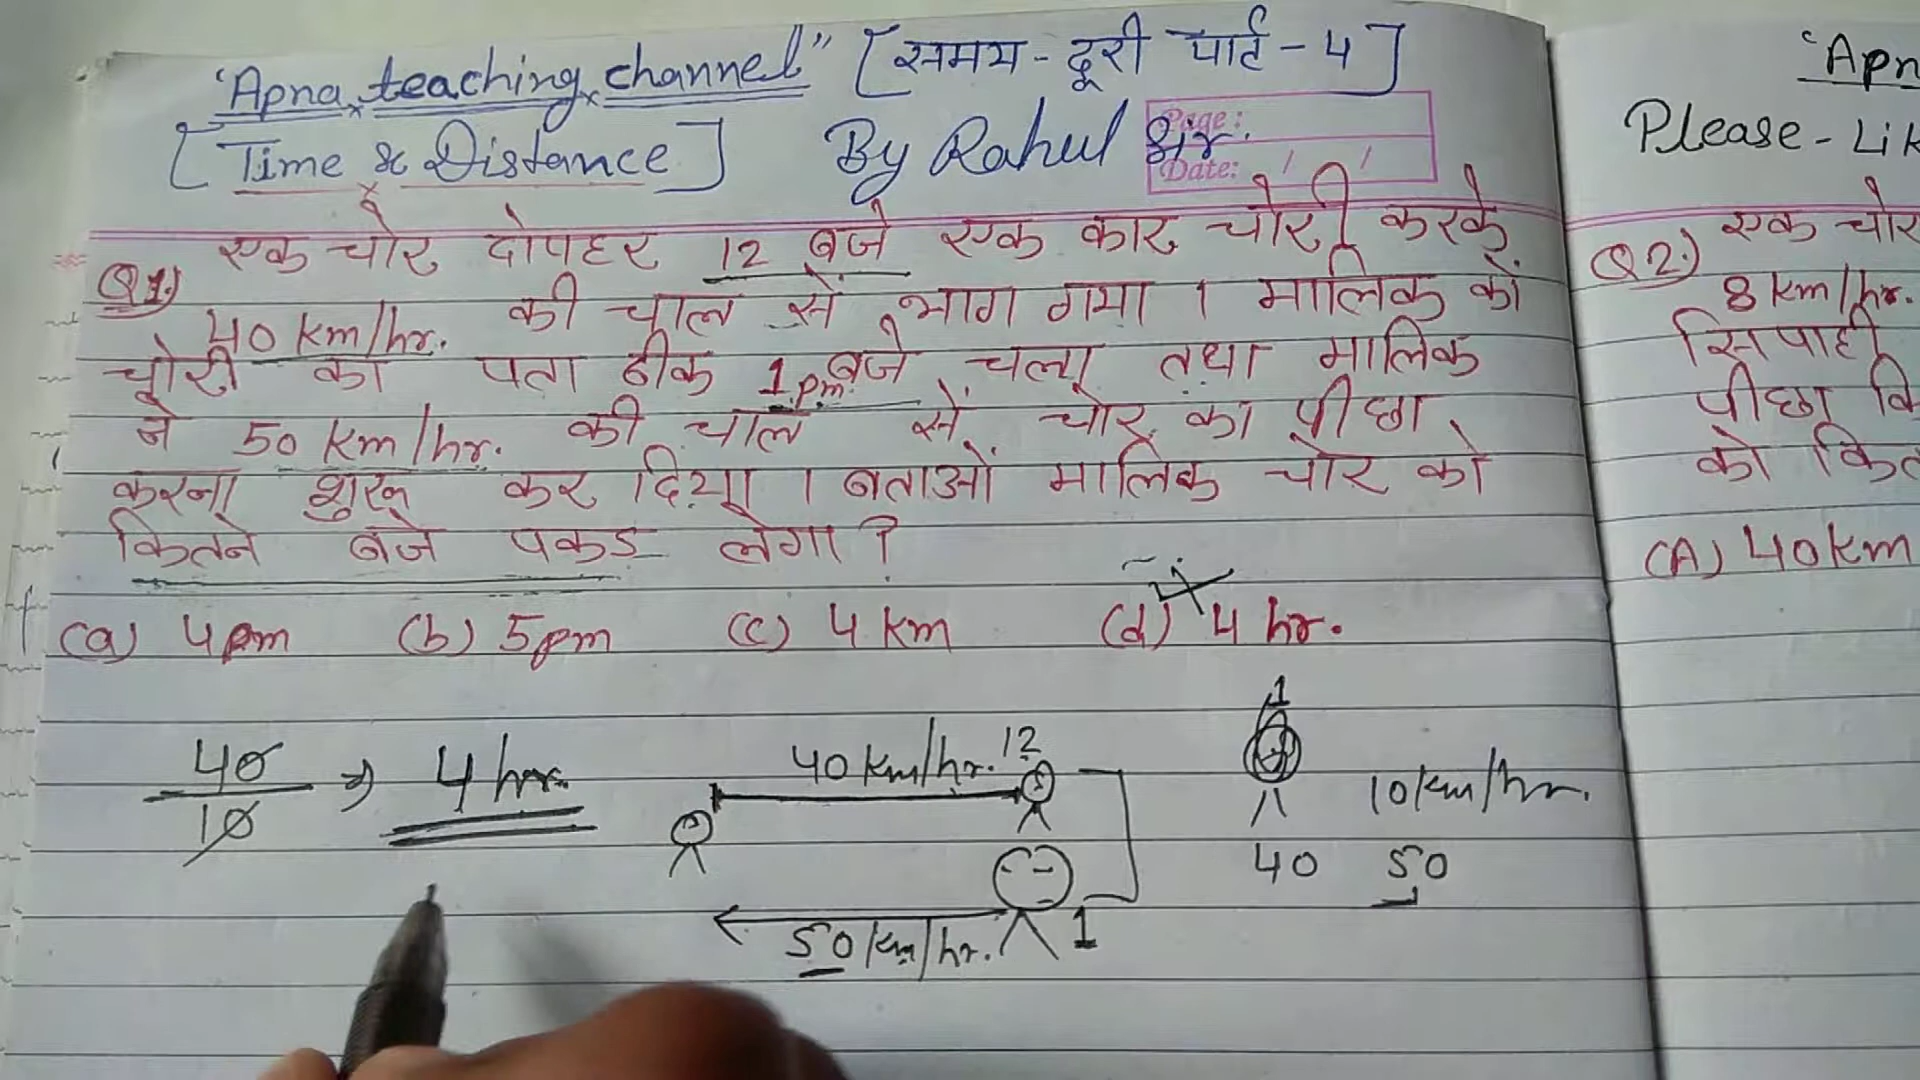 "Apna teaching channel" [समय - दूरी पार्ट - 4]
[Time & Distance] By Rahul Sir.
Page:
Date: / /
Q1.) एक चोर दोपहर 12 बजे एक कार चोरी करके
40 km/hr. की चाल से भाग गया । मालिक को
चोरी का पता ठीक 1pm बजे चला तथा मालिक
ने 50 km/hr. की चाल से चोर का पीछा
करना शुरू कर दिया । बताओं मालिक चोर को
कितने बजे पकड लेगा ?
(a) 4pm (b) 5pm (c) 4 km (d) 4 hr.
40/10 ⇒ 4 hr.
40 km/hr. 12
50 km/hr. 1
1
10 km/hr.
40 50
"Apn
Please - Lik
Q2.) एक चोर
8 km/hr.
सिपाही
पीछा कि
को कित
(A) 40km